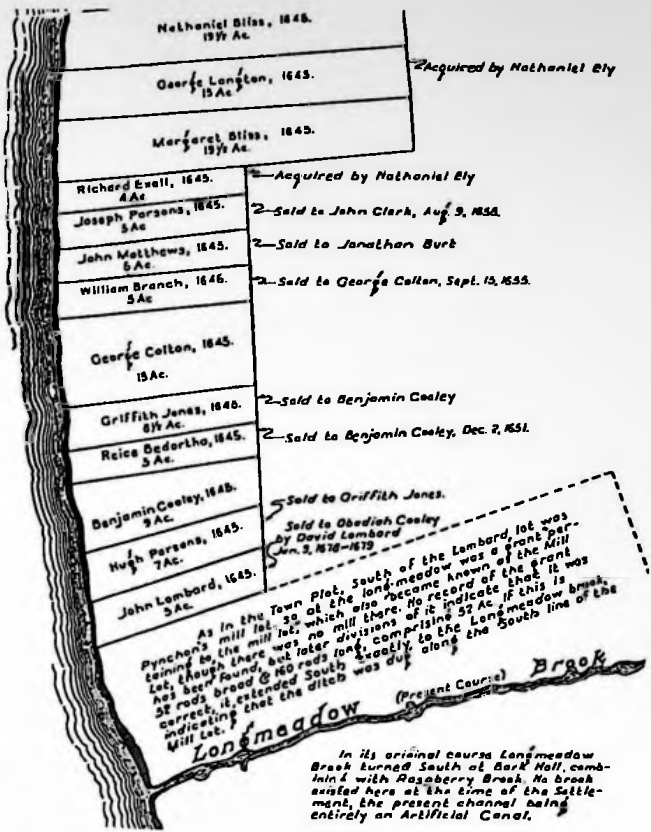 Nathaniel Bliss, 1645.
19½ Ac.
George Langton, 1645.
15 Ac
Acquired by Nathaniel Ely
Margaret Bliss, 1645.
19½ Ac.
Richard Exell, 1645.
4 Ac
Acquired by Nathaniel Ely
Joseph Parsons, 1645.
5 Ac
Sold to John Clark, Aug. 9, 1658.
John Matthews, 1645.
Ac.
Sold to Jonathan Burt
William Branch, 1646.
5 Ac
Sold to George Colton, Sept. 15, 1655.
George Colton, 1645.
15 Ac.
Griffith Jones, 1645.
6½ Ac.
Sold to Benjamin Cooley
Reice Bedortha, 1645.
5 Ac.
Sold to Benjamin Cooley, Dec. 2, 1651.
Benjamin Cooley, 1645.
9 Ac.
Hugh Parsons, 1645.
7 Ac.
Sold to Griffith Jones.
John Lombard, 1645.
5 Ac.
Sold to Obadiah Cooley
by David Lombard
Jan. 9, 1678-1679
As in the Town Plot, South of the Lombard, lot was
Pynchon's mill lot, so at the long-meadow was a grant per-
taining to the mill lot, which also became known as the Mill
Lot, though there was no mill there. No record of the grant
has been found, but later divisions of it indicate that it was
52 rods broad & 160 rods long, comprising 52 Ac. If this is
correct, it extended South exactly, to the Longmeadow brook,
indicating that the ditch was dug along the South line of the
Mill Lot.
Longmeadow (Present Course) Brook
In its original course Longmeadow
Brook turned South at Bark Hall, comb-
ining with Raspberry Brook. No brook
existed here at the time of the Settle-
ment, the present channel being
entirely an Artificial Canal.